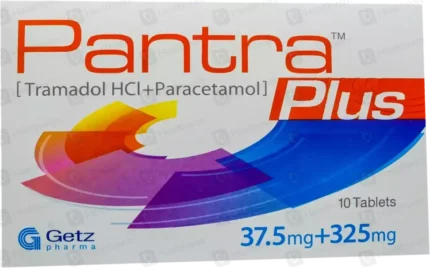 Pantra™
[Tramadol HCl+Paracetamol]
Plus
10 Tablets
Getz
pharma
37.5mg+325mg